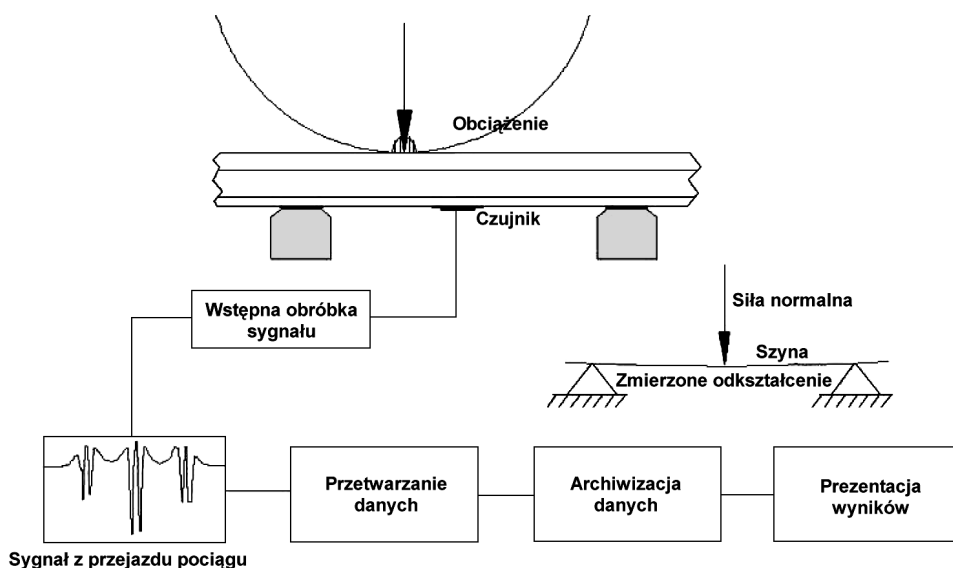 Obciążenie
Czujnik
Wstępna obróbka
sygnału
Siła normalna
Szyna
Zmierzone odkształcenie
Przetwarzanie
danych
Archiwizacja
danych
Prezentacja
wyników
Sygnał z przejazdu pociągu